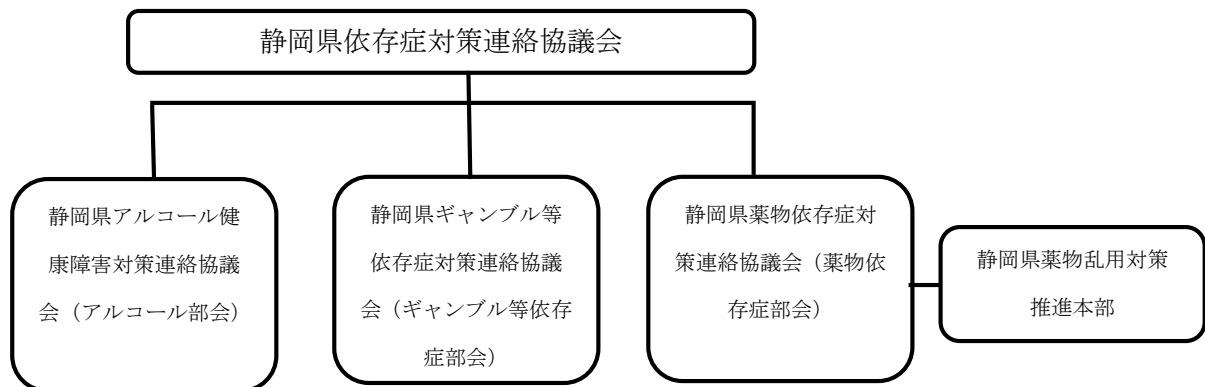 静岡県依存症対策連絡協議会
静岡県アルコール健
康障害対策連絡協議
会（アルコール部会）
静岡県ギャンブル等
依存症対策連絡協議
会（ギャンブル等依存
症部会）
静岡県薬物依存症対
策連絡協議会（薬物依
存症部会）
静岡県薬物乱用対策
推進本部